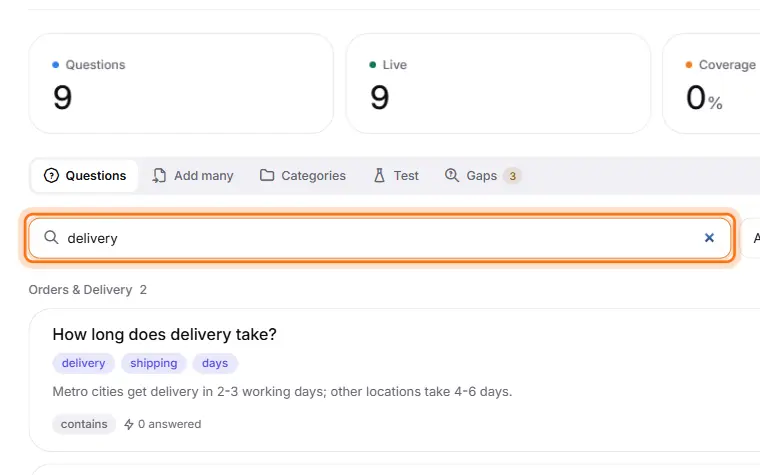 Questions
9
Live
9
Coverage
0%
Questions
Add many
Categories
Test
Gaps 3
delivery
A
Orders & Delivery 2
How long does delivery take?
delivery shipping days
Metro cities get delivery in 2-3 working days; other locations take 4-6 days.
contains 0 answered